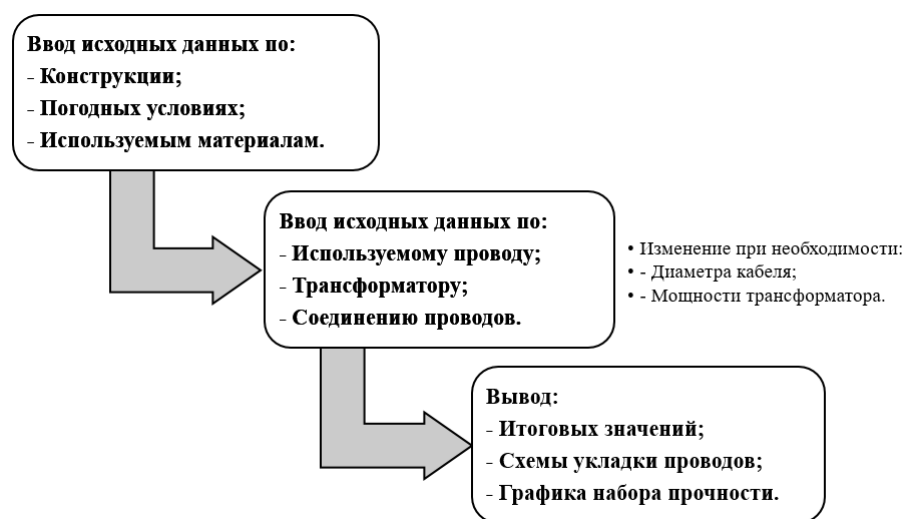 Ввод исходных данных по:
- Конструкции;
- Погодных условиях;
- Используемым материалам.
Ввод исходных данных по:
- Используемому проводу;
- Трансформатору;
- Соединению проводов.
• Изменение при необходимости:
• - Диаметра кабеля;
• - Мощности трансформатора.
Вывод:
- Итоговых значений;
- Схемы укладки проводов;
- Графика набора прочности.